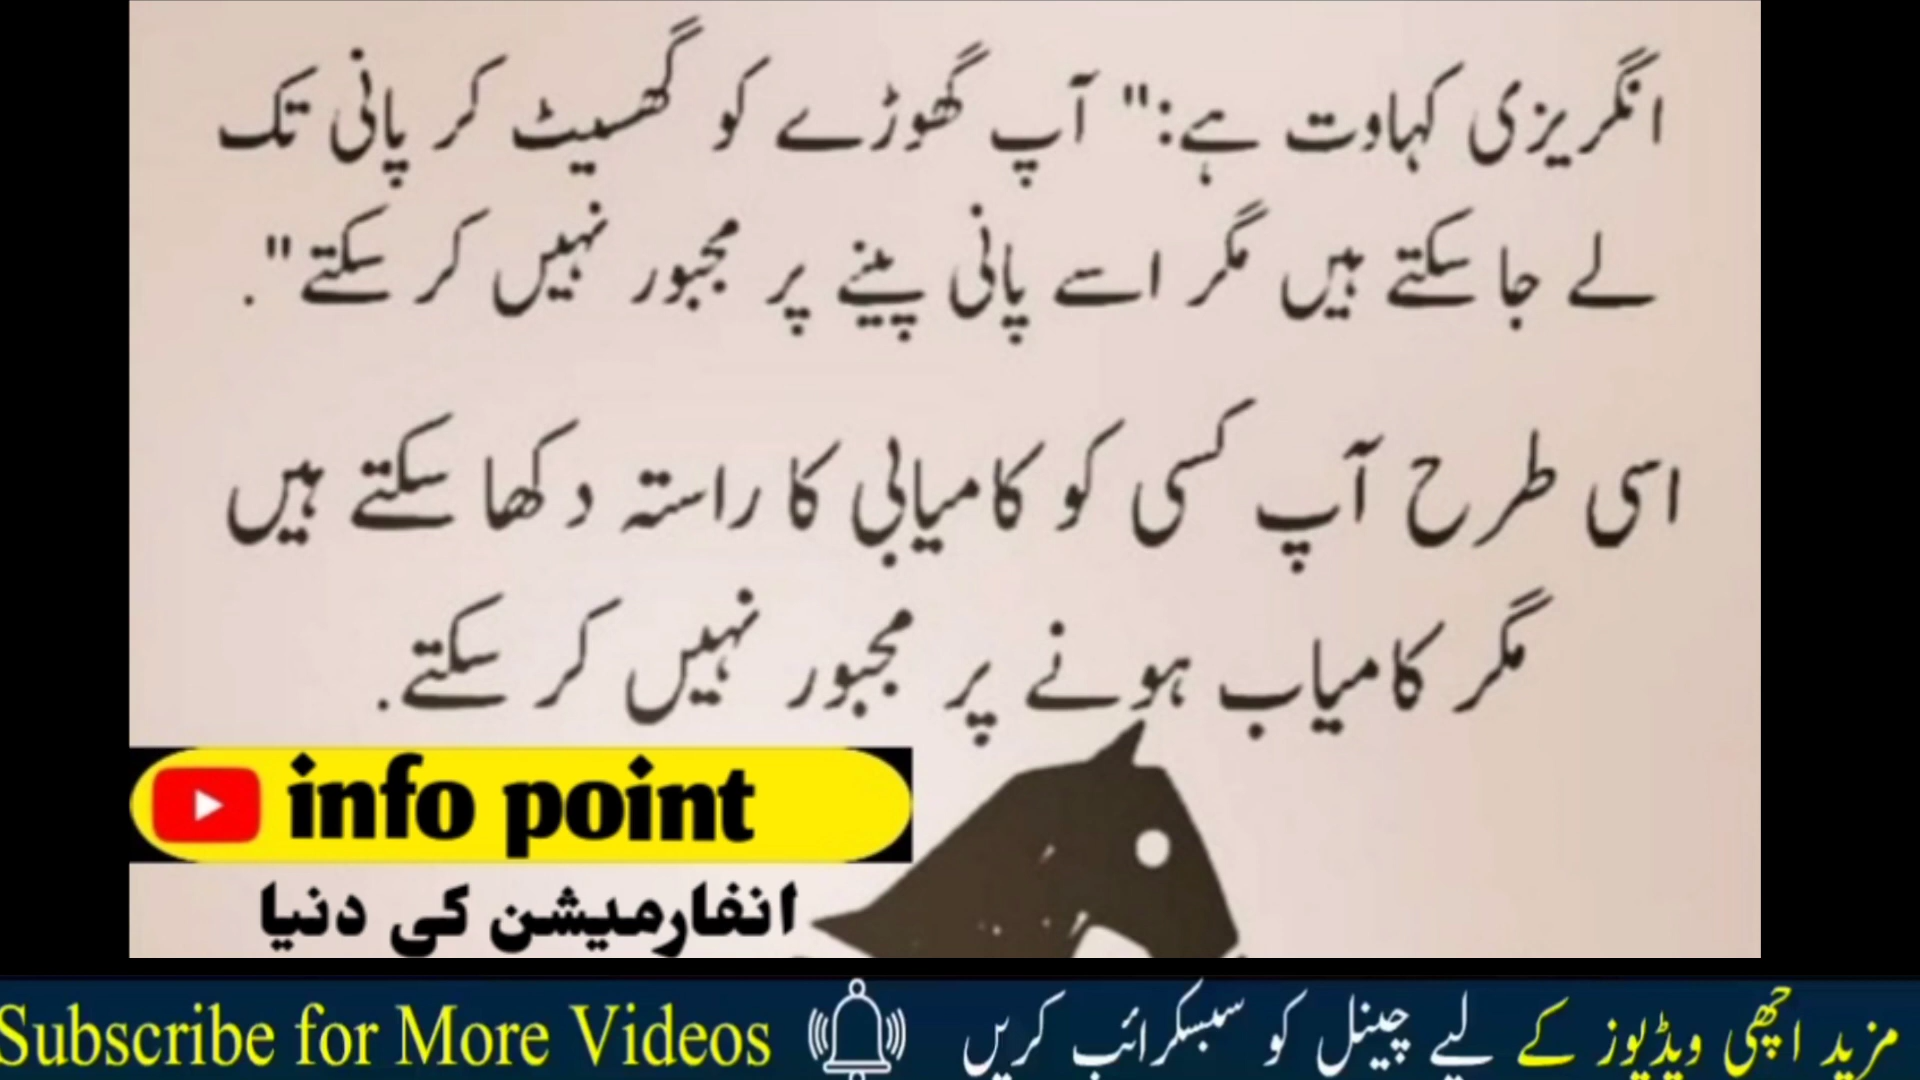 انگریزی کہاوت ہے:" آپ گھوڑے کو گھسیٹ کر پانی تک
لے جا سکتے ہیں مگر اسے پانی پینے پر مجبور نہیں کر سکتے".
اسی طرح آپ کسی کو کامیابی کا راستہ دکھا سکتے ہیں
مگر کامیاب ہونے پر مجبور نہیں کر سکتے.
info point
انفارمیشن کی دنیا
Subscribe for More Videos
مزید اچھی ویڈیوز کے لیے چینل کو سبسکرائب کریں